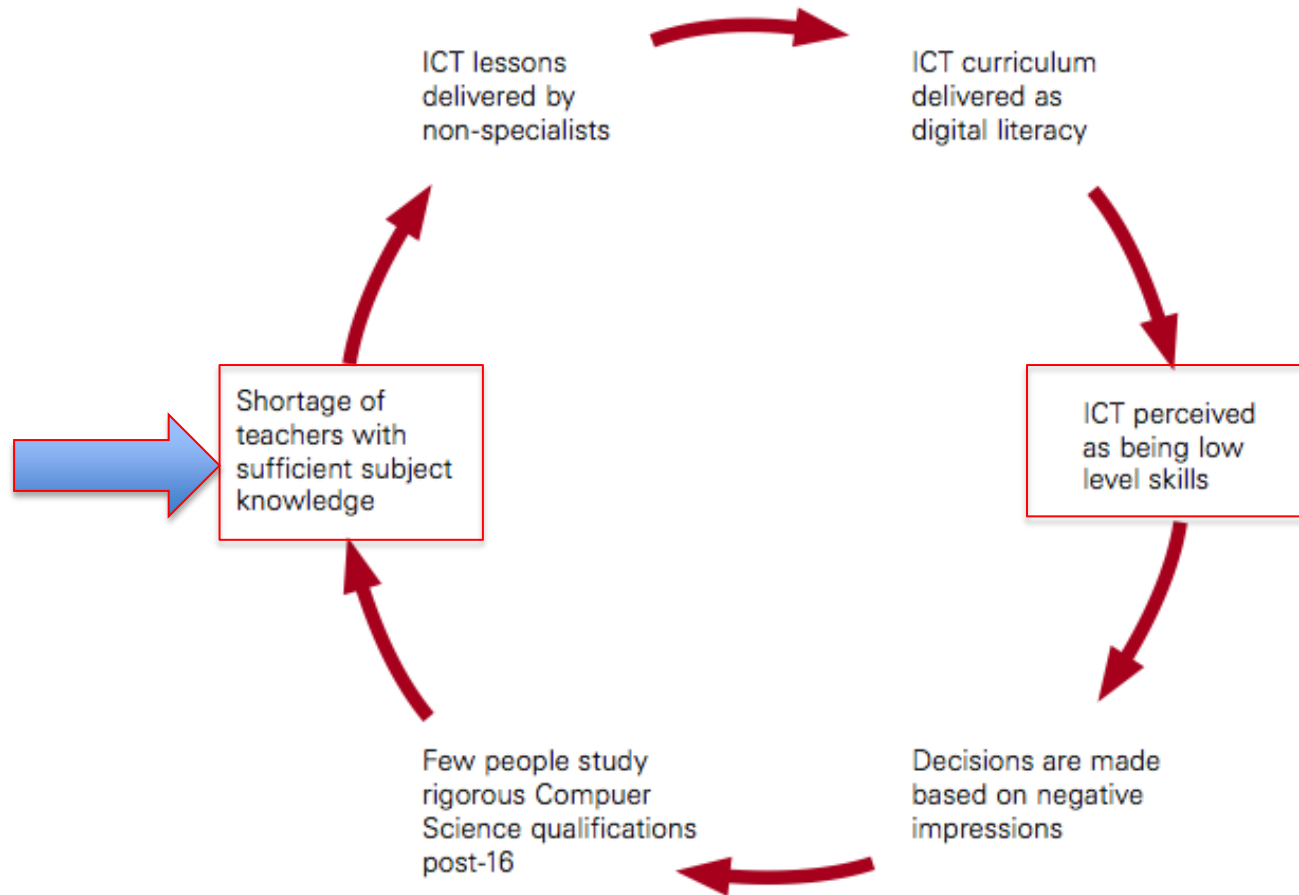 ICT lessons
delivered by
non-specialists
ICT curriculum
delivered as
digital literacy
ICT perceived
as being low
level skills
Decisions are made
based on negative
impressions
Few people study
rigorous Compuer
Science qualifications
post-16
Shortage of
teachers with
sufficient subject
knowledge